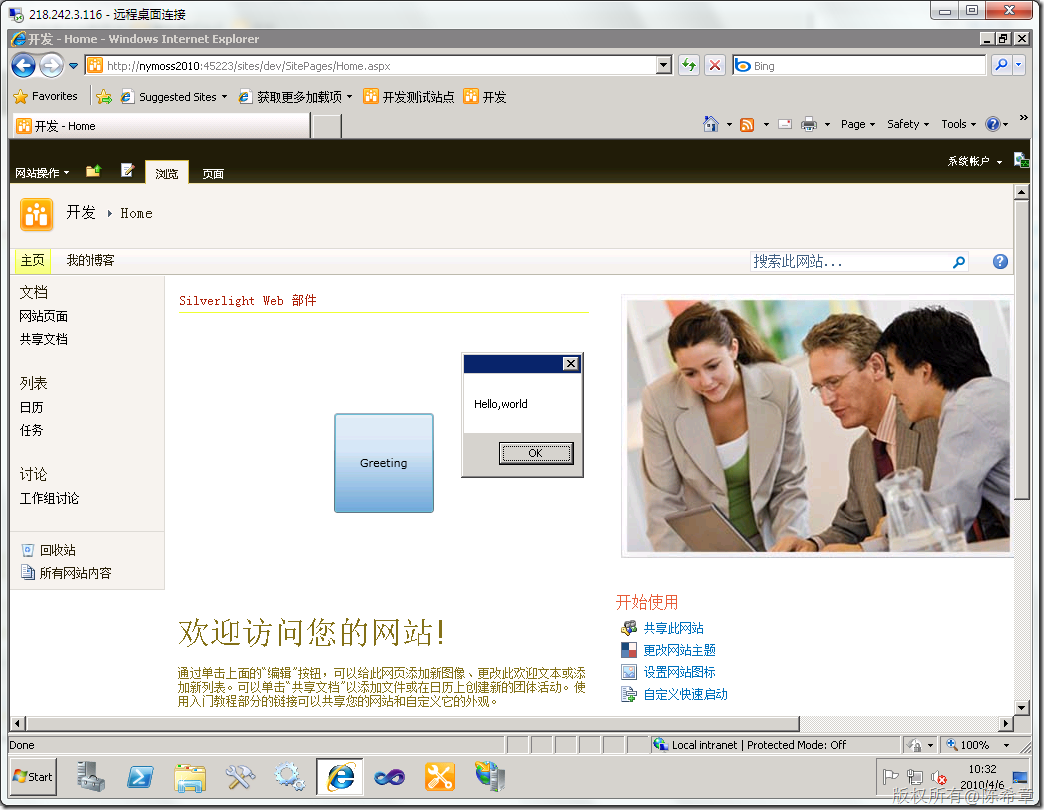 218.242.3.116 - 远程桌面连接
开发 - Home - Windows Internet Explorer
http://nymoss2010:45223/sites/dev/SitePages/Home.aspx
Bing
Favorites
Suggested Sites
获取更多加载项
开发测试站点
开发
开发 - Home
Page
Safety
Tools
»
系统帐户
网站操作
浏览
页面
开发
Home
主页
我的博客
搜索此网站...
文档
网站页面
共享文档
列表
日历
任务
讨论
工作组讨论
回收站
所有网站内容
Silverlight Web 部件
Greeting
Hello,world
OK
欢迎访问您的网站!
通过单击上面的“编辑”按钮，可以给此网页添加新图像、更改此欢迎文本或添
加新列表。可以单击“共享文档”以添加文件或在日历上创建新的团体活动。使
用入门教程部分的链接可以共享您的网站和自定义它的外观。
开始使用
共享此网站
更改网站主题
设置网站图标
自定义快速启动
Done
Local intranet | Protected Mode: Off
100%
Start
10:32
2010/4/6
版权所有@陈希章